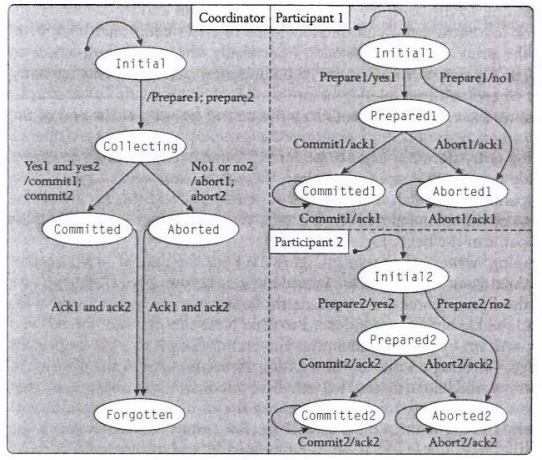 Coordinator
Initial
/Prepare1; prepare2
Collecting
Yes1 and yes2
/commit1;
commit2
No1 or no2
/abort1;
abort2
Committed
Aborted
Ack1 and ack2
Ack1 and ack2
Forgotten
Participant 1
Initial1
Prepare1/yes1
Prepare1/no1
Prepared1
Commit1/ack1
Abort1/ack1
Committed1
Aborted1
Commit1/ack1
Abort1/ack1
Participant 2
Initial2
Prepare2/yes2
Prepare2/no2
Prepared2
Commit2/ack2
Abort2/ack2
Committed2
Aborted2
Commit2/ack2
Abort2/ack2